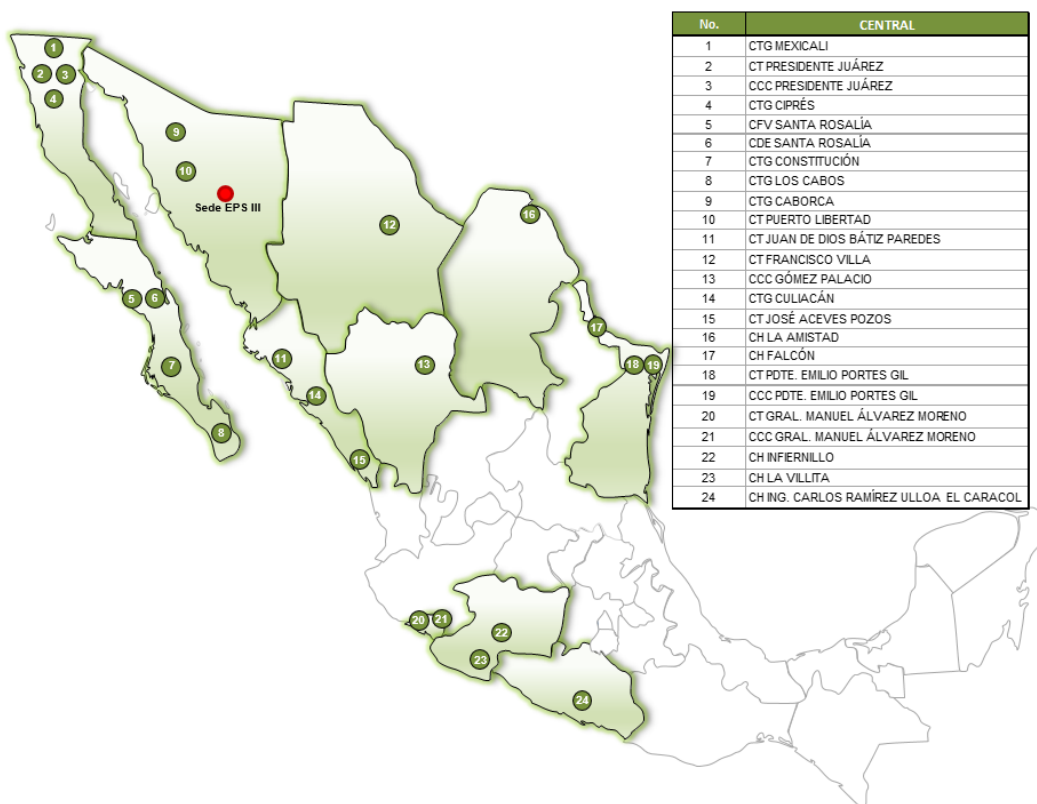 No. CENTRAL
1 CTG MEXICALI
2 CT PRESIDENTE JUÁREZ
3 CCC PRESIDENTE JUÁREZ
4 CTG CIPRÉS
5 CFV SANTA ROSALÍA
6 CDE SANTA ROSALÍA
7 CTG CONSTITUCIÓN
8 CTG LOS CABOS
9 CTG CABORCA
10 CT PUERTO LIBERTAD
11 CT JUAN DE DIOS BÁTIZ PAREDES
12 CT FRANCISCO VILLA
13 CCC GÓMEZ PALACIO
14 CTG CULIACÁN
15 CT JOSÉ ACEVES POZOS
16 CH LA AMISTAD
17 CH FALCÓN
18 CT PDTE. EMILIO PORTES GIL
19 CCC PDTE. EMILIO PORTES GIL
20 CT GRAL. MANUEL ÁLVAREZ MORENO
21 CCC GRAL. MANUEL ÁLVAREZ MORENO
22 CH INFIERNILLO
23 CH LA VILLITA
24 CH ING. CARLOS RAMÍREZ ULLOA EL CARACOL
1
2 3
4
9
10
Sede EPS III
16
12
5 6
17
11
7
13
18 19
14
8
15
20 21
22
23
24